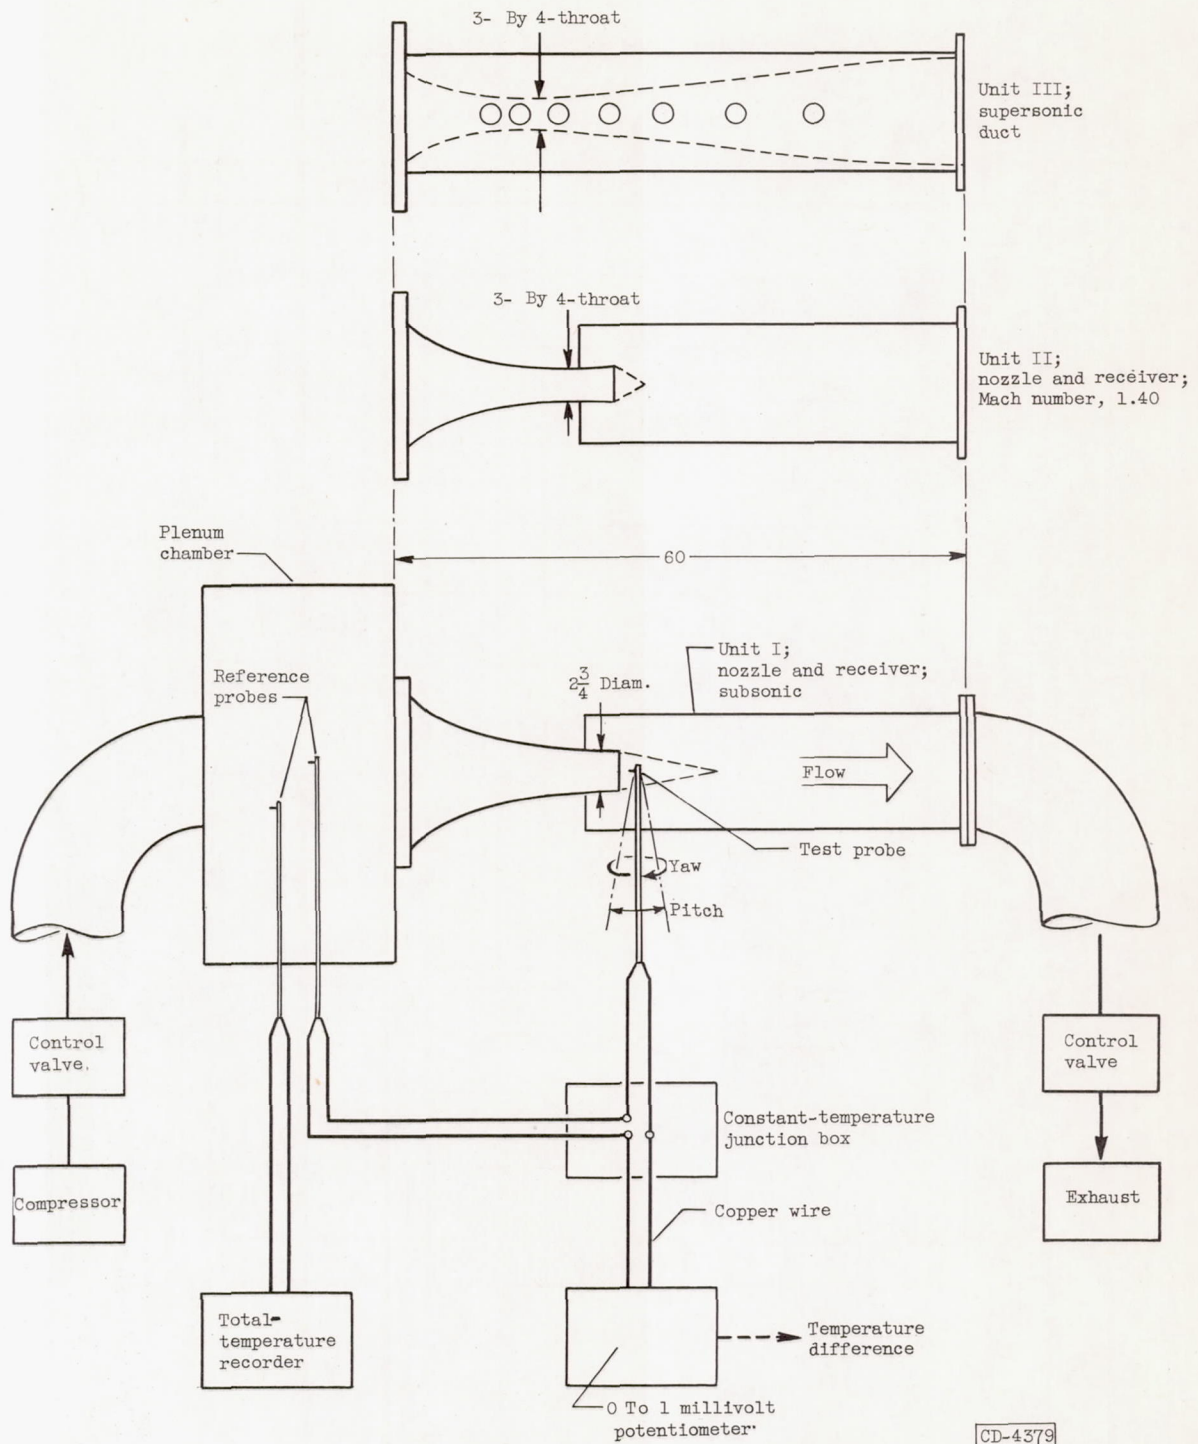 3- By 4-throat
Unit III;
supersonic
duct
3- By 4-throat
Unit II;
nozzle and receiver;
Mach number, 1.40
Plenum
chamber
60
Reference
probes
2 3/4 Diam.
Unit I;
nozzle and receiver;
subsonic
Flow
Test probe
Yaw
Pitch
Control
valve.
Control
valve
Constant-temperature
junction box
Compressor
Copper wire
Exhaust
Total-
temperature
recorder
Temperature
difference
0 To 1 millivolt
potentiometer
CD-4379